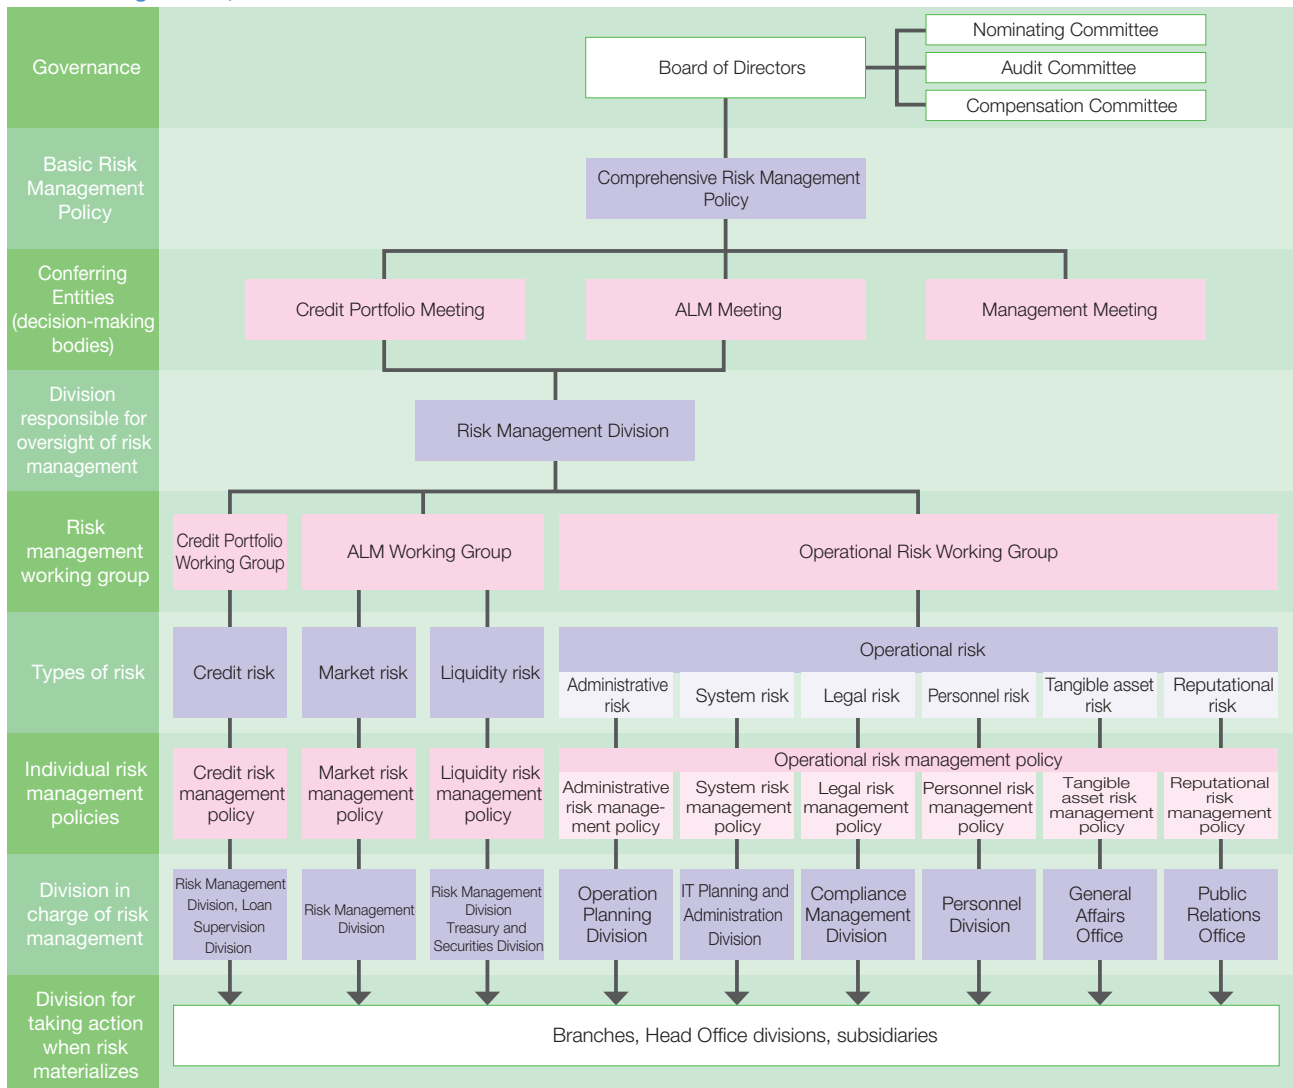 Governance
Board of Directors
Nominating Committee
Audit Committee
Compensation Committee
Basic Risk
Management
Policy
Comprehensive Risk Management
Policy
Conferring
Entities
(decision-making
bodies)
Credit Portfolio Meeting
ALM Meeting
Management Meeting
Division
responsible for
oversight of risk
management
Risk Management Division
Risk
management
working group
Credit Portfolio
Working Group
ALM Working Group
Operational Risk Working Group
Types of risk
Credit risk
Market risk
Liquidity risk
Operational risk
Administrative
risk
System risk
Legal risk
Personnel risk
Tangible asset
risk
Reputational
risk
Individual risk
management
policies
Credit risk
management
policy
Market risk
management
policy
Liquidity risk
management
policy
Operational risk management policy
Administrative
risk manage-
ment policy
System risk
management
policy
Legal risk
management
policy
Personnel risk
management
policy
Tangible
asset risk
management
policy
Reputational
risk
management
policy
Division in
charge of risk
management
Risk Management
Division, Loan
Supervision
Division
Risk Management
Division
Risk Management
Division
Treasury and
Securities Division
Operation
Planning
Division
IT Planning and
Administration
Division
Compliance
Management
Division
Personnel
Division
General
Affairs
Office
Public
Relations
Office
Division for
taking action
when risk
materializes
Branches, Head Office divisions, subsidiaries